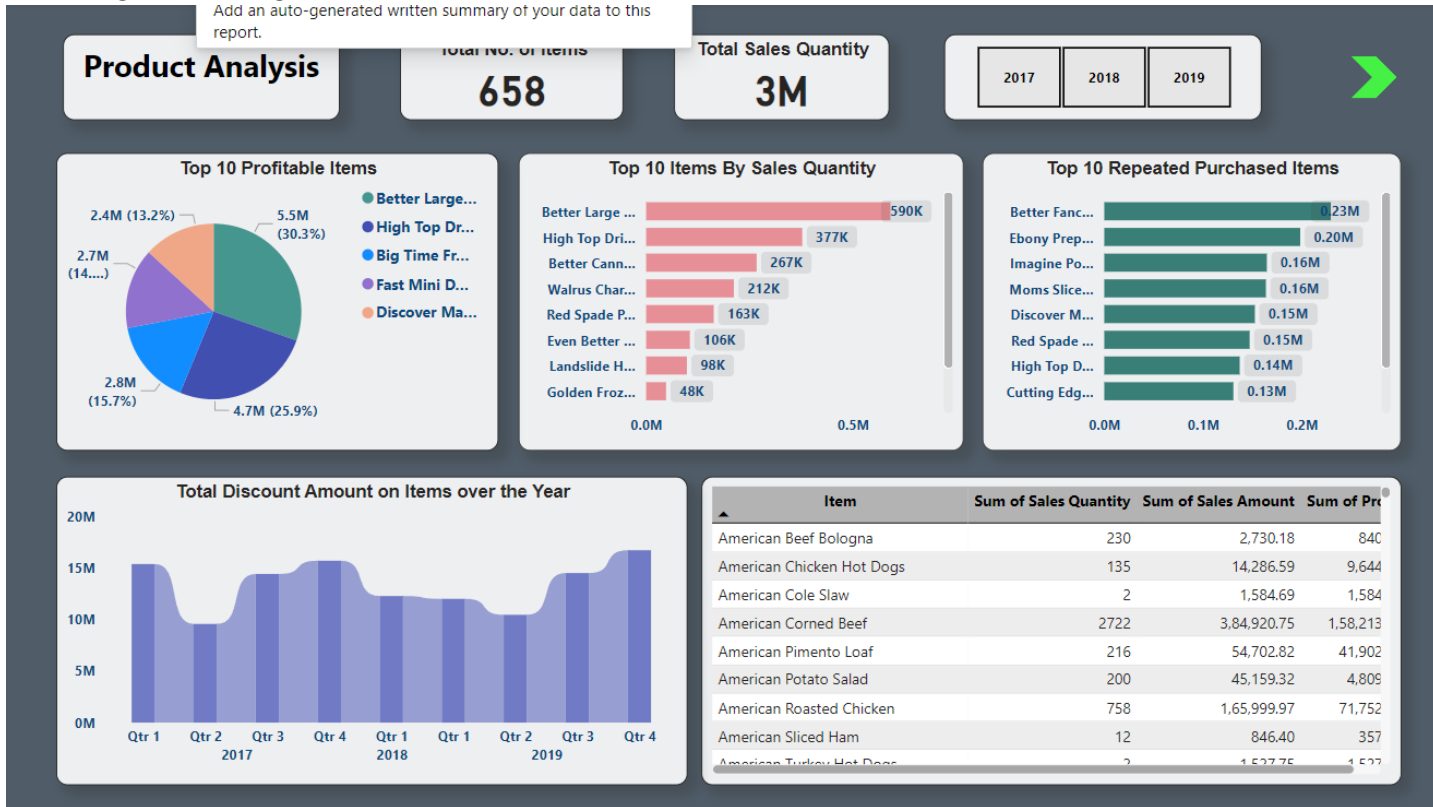 Add an auto-generated written summary of your data to this
report.
Product Analysis
Total No. of Items
658
Total Sales Quantity
3M
2017
2018
2019
Top 10 Profitable Items
2.4M (13.2%)
5.5M
(30.3%)
2.7M
(14....)
2.8M
(15.7%)
4.7M (25.9%)
Better Large...
High Top Dr...
Big Time Fr...
Fast Mini D...
Discover Ma...
Top 10 Items By Sales Quantity
Better Large ... 590K
High Top Dri... 377K
Better Cann... 267K
Walrus Char... 212K
Red Spade P... 163K
Even Better ... 106K
Landslide H... 98K
Golden Froz... 48K
0.0M 0.5M
Top 10 Repeated Purchased Items
Better Fanc... 0.23M
Ebony Prep... 0.20M
Imagine Po... 0.16M
Moms Slice... 0.16M
Discover M... 0.15M
Red Spade ... 0.15M
High Top D... 0.14M
Cutting Edg... 0.13M
0.0M 0.1M 0.2M
Total Discount Amount on Items over the Year
20M
15M
10M
5M
0M
Qtr 1 Qtr 2 Qtr 3 Qtr 4 Qtr 1 Qtr 1 Qtr 2 Qtr 3 Qtr 4
2017 2018 2019
Item Sum of Sales Quantity Sum of Sales Amount Sum of Pro
American Beef Bologna 230 2,730.18 840
American Chicken Hot Dogs 135 14,286.59 9,644
American Cole Slaw 2 1,584.69 1,584
American Corned Beef 2722 3,84,920.75 1,58,213
American Pimento Loaf 216 54,702.82 41,902
American Potato Salad 200 45,159.32 4,809
American Roasted Chicken 758 1,65,999.97 71,752
American Sliced Ham 12 846.40 357
American Turkey Hot Dogs 2 1,527.75 1,527